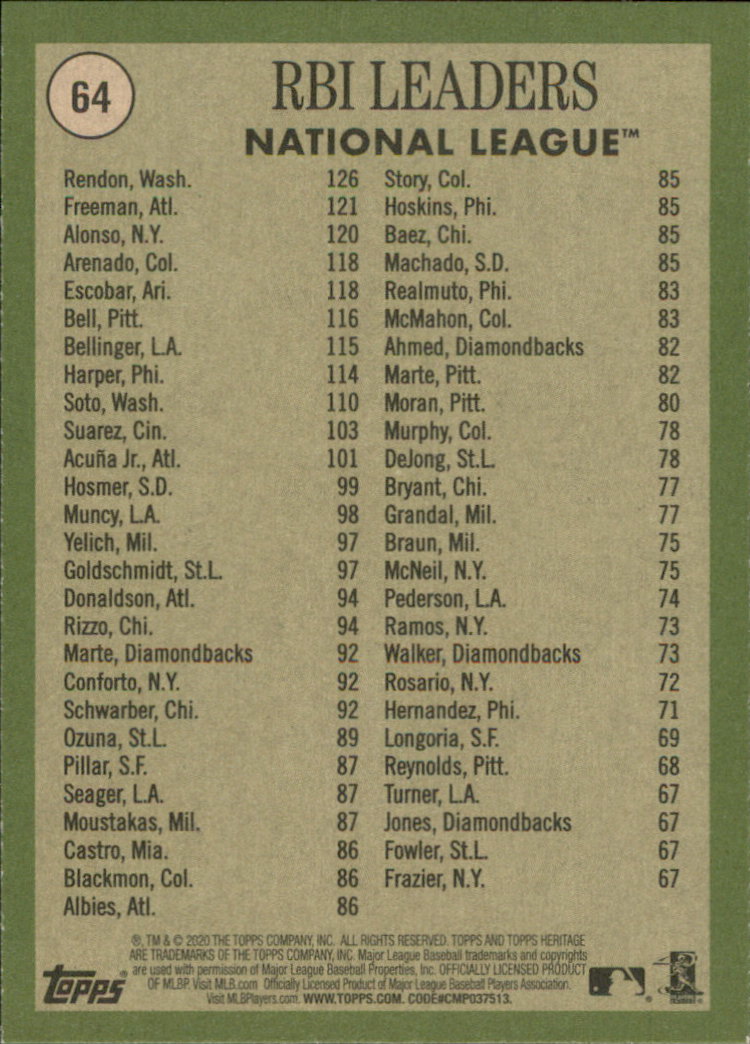 64
RBI LEADERS
NATIONAL LEAGUE™
Rendon, Wash. 126
Freeman, Atl. 121
Alonso, N.Y. 120
Arenado, Col. 118
Escobar, Ari. 118
Bell, Pitt. 116
Bellinger, L.A. 115
Harper, Phi. 114
Soto, Wash. 110
Suarez, Cin. 103
Acuña Jr., Atl. 101
Hosmer, S.D. 99
Muncy, L.A. 98
Yelich, Mil. 97
Goldschmidt, St.L. 97
Donaldson, Atl. 94
Rizzo, Chi. 94
Marte, Diamondbacks 92
Conforto, N.Y. 92
Schwarber, Chi. 92
Ozuna, St.L. 89
Pillar, S.F. 87
Seager, L.A. 87
Moustakas, Mil. 87
Castro, Mia. 86
Blackmon, Col. 86
Albies, Atl. 86
Story, Col. 85
Hoskins, Phi. 85
Baez, Chi. 85
Machado, S.D. 85
Realmuto, Phi. 83
McMahon, Col. 83
Ahmed, Diamondbacks 82
Marte, Pitt. 82
Moran, Pitt. 80
Murphy, Col. 78
DeJong, St.L. 78
Bryant, Chi. 77
Grandal, Mil. 77
Braun, Mil. 75
McNeil, N.Y. 75
Pederson, L.A. 74
Ramos, N.Y. 73
Walker, Diamondbacks 73
Rosario, N.Y. 72
Hernandez, Phi. 71
Longoria, S.F. 69
Reynolds, Pitt. 68
Turner, L.A. 67
Jones, Diamondbacks 67
Fowler, St.L. 67
Frazier, N.Y. 67
®, TM & © 2020 THE TOPPS COMPANY, INC. ALL RIGHTS RESERVED. TOPPS AND TOPPS HERITAGE
ARE TRADEMARKS OF THE TOPPS COMPANY, INC. Major League Baseball trademarks and copyrights
are used with permission of Major League Baseball Properties, Inc. OFFICIALLY LICENSED PRODUCT
OF MLBP. Visit MLB.com Officially Licensed Product of Major League Baseball Players Association.
Visit MLBPlayers.com. WWW.TOPPS.COM. CODE#CMP037513.
topps®